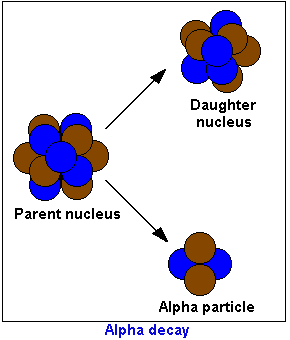 Daughter
nucleus
Parent nucleus
Alpha particle
Alpha decay